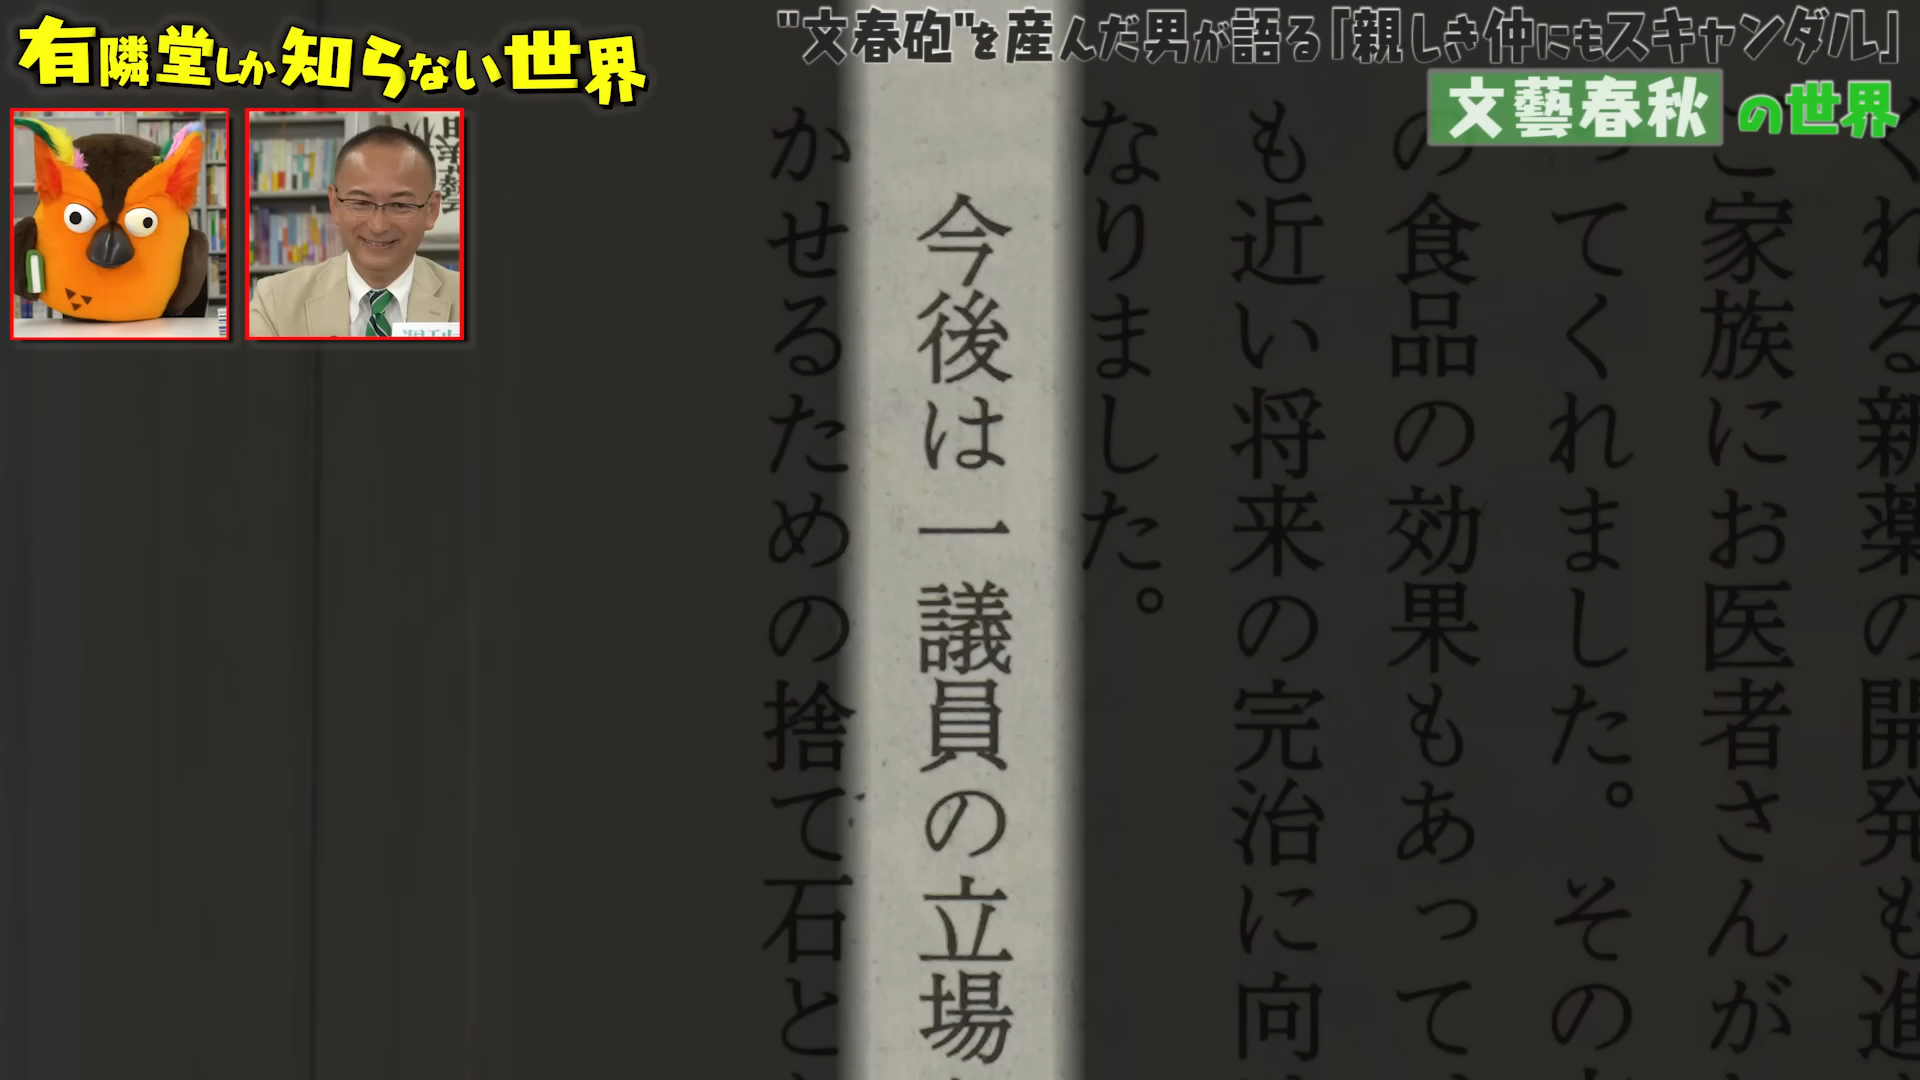 有隣堂しか知らない世界
"文春砲"を産んだ男が語る「親しき仲にもスキャンダル」
文藝春秋の世界
れる新薬の開発も進
ご家族にお医者さんが
ってくれました。その
の食品の効果もあって
も近い将来の完治に向
なりました。
今後は一議員の立場
かせるための捨て石と